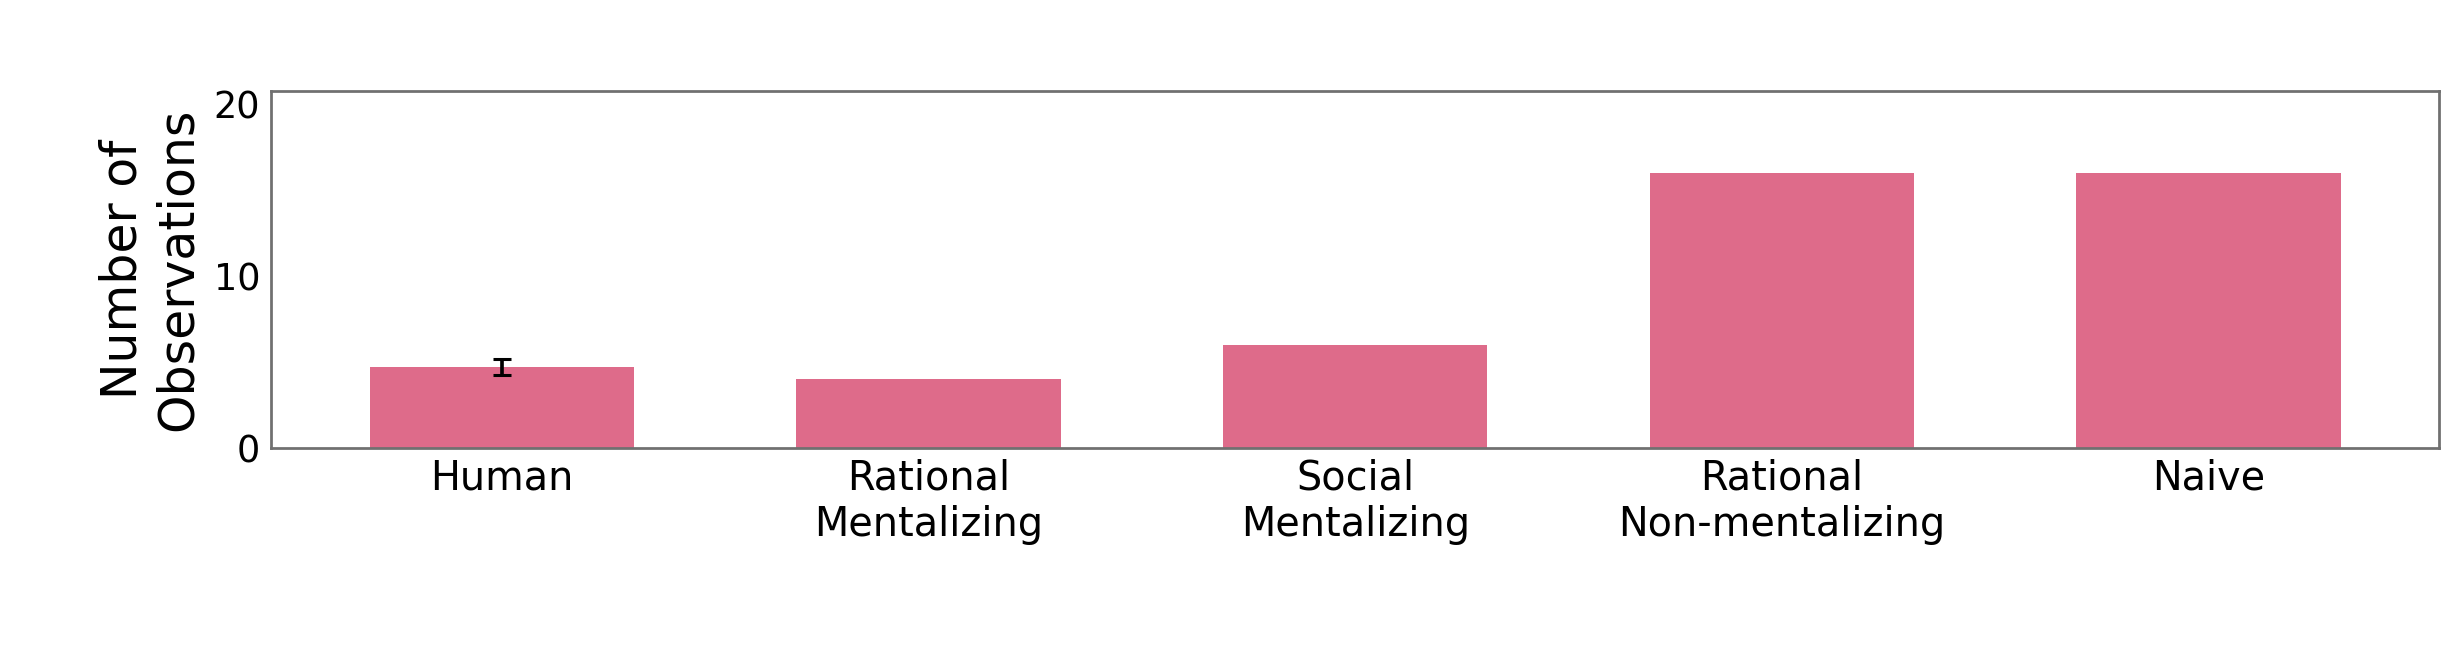 Number of
Observations
20
10
0
Human
Rational
Mentalizing
Social
Mentalizing
Rational
Non-mentalizing
Naive